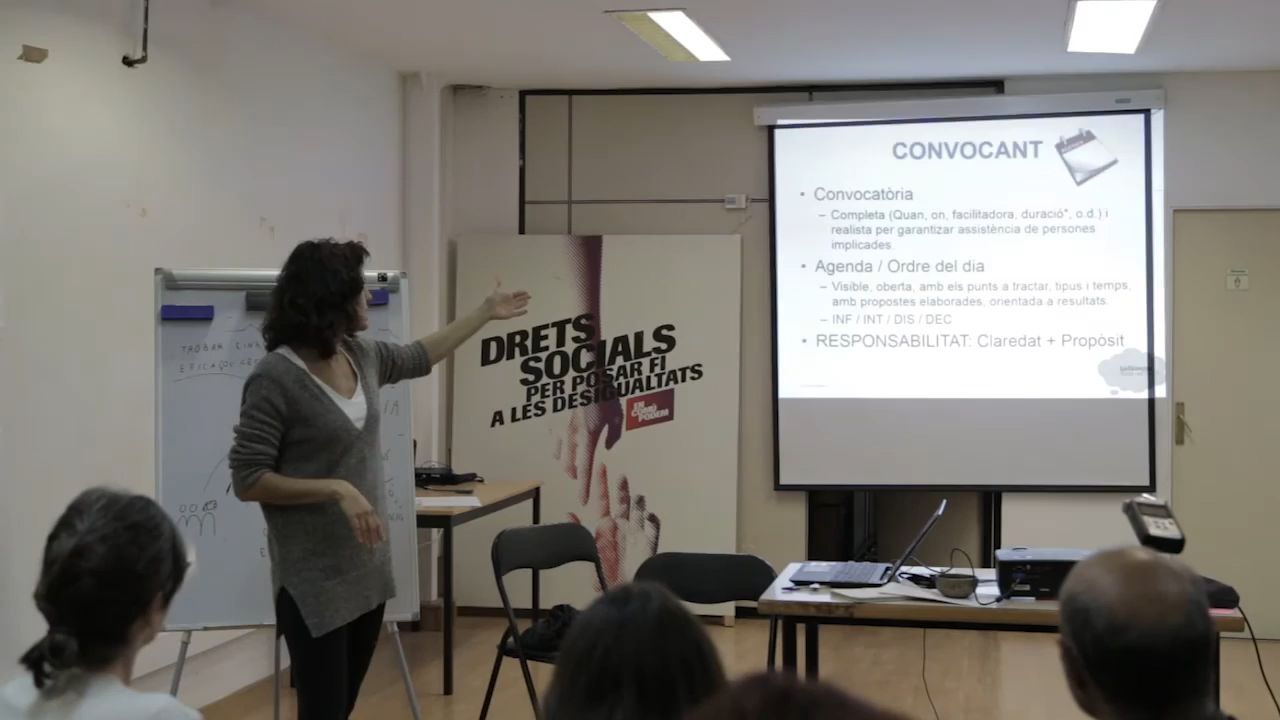 CONVOCANT
• Convocatòria
– Completa (Quan, on, facilitadora, duració*, o.d.) i
realista per garantizar assistència de persones
implicades.
• Agenda / Ordre del dia
– Visible, oberta, amb els punts a tractar, tipus i temps,
amb propostes elaborades, orientada a resultats.
– INF / INT / DIS / DEC
• RESPONSABILITAT: Claredat + Propòsit
DRETS
SOCIALS
PER POSAR FI
A LES DESIGUALTATS
EN
COMÚ
PODEM
TROBAR